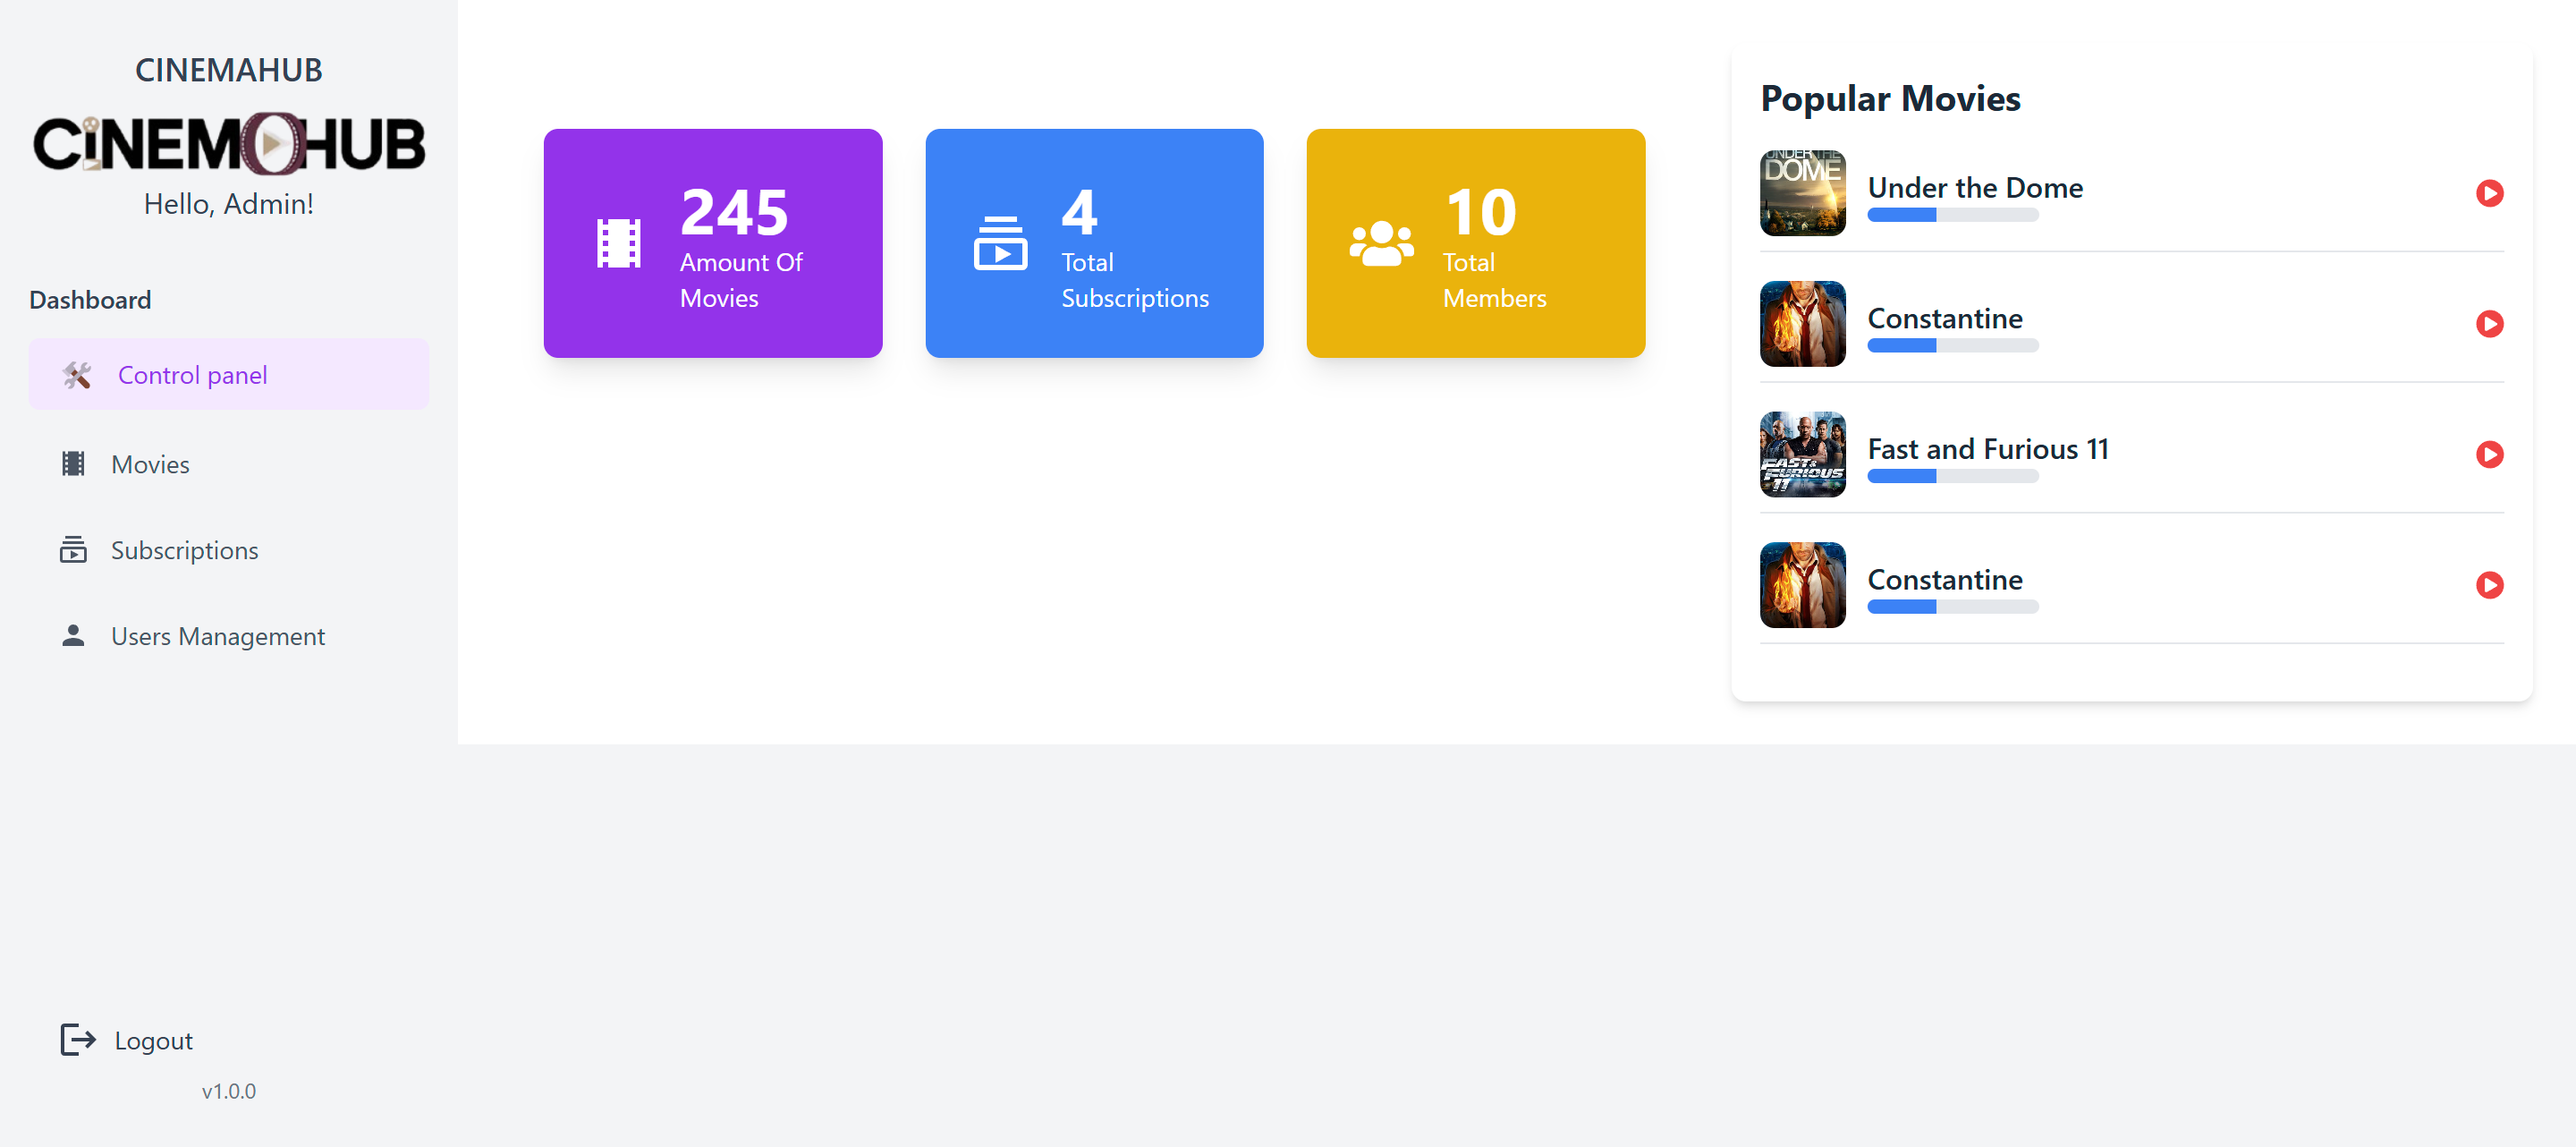 CINEMAHUB
CiNEMOHUB
Hello, Admin!
Dashboard
Control panel
Movies
Subscriptions
Users Management
Logout
v1.0.0
245
Amount Of
Movies
4
Total
Subscriptions
10
Total
Members
Popular Movies
UNDER THE
DOME
Under the Dome
Constantine
FAST &
FURIOUS
11
Fast and Furious 11
Constantine